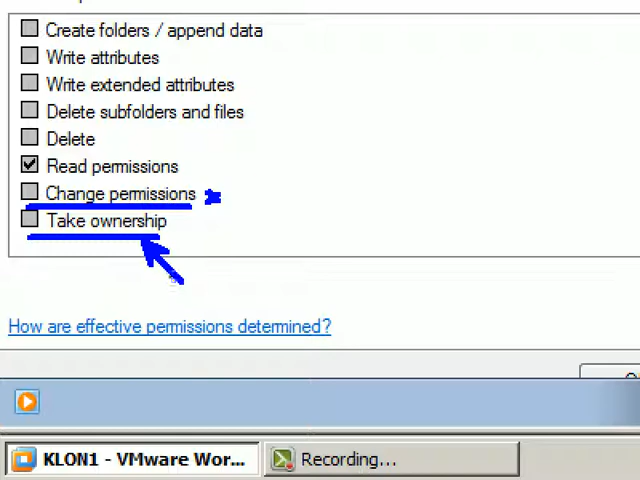 Create folders / append data
Write attributes
Write extended attributes
Delete subfolders and files
Delete
Read permissions
Change permissions
Take ownership
How are effective permissions determined?
KLON1 - VMware Wor...
Recording...